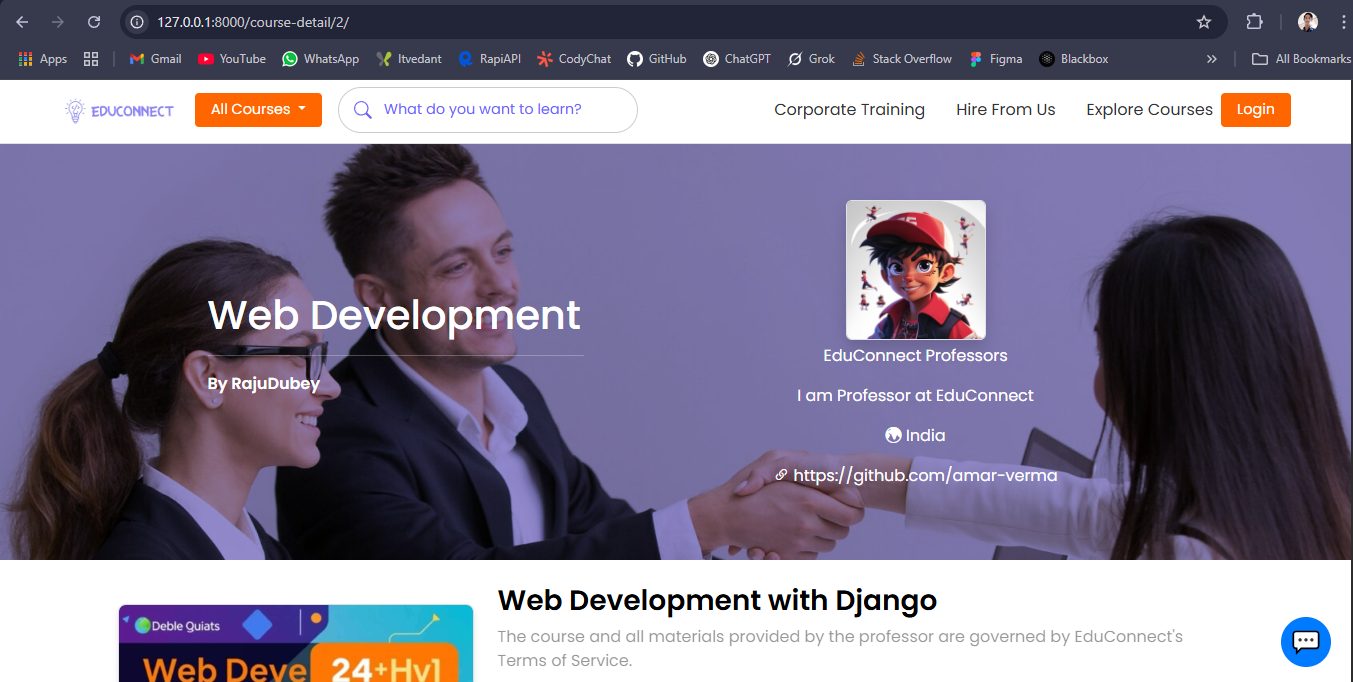 127.0.0.1:8000/course-detail/2/
Apps Gmail YouTube WhatsApp Itvedant RapiAPI CodyChat GitHub ChatGPT Grok Stack Overflow Figma Blackbox » All Bookmarks
EDUCONNECT All Courses What do you want to learn? Corporate Training Hire From Us Explore Courses Login
Web Development
By RajuDubey
EduConnect Professors
I am Professor at EduConnect
India
https://github.com/amar-verma
Web Development with Django
The course and all materials provided by the professor are governed by EduConnect's
Terms of Service.
Deble Quiats
Web Deve 24+Hv1